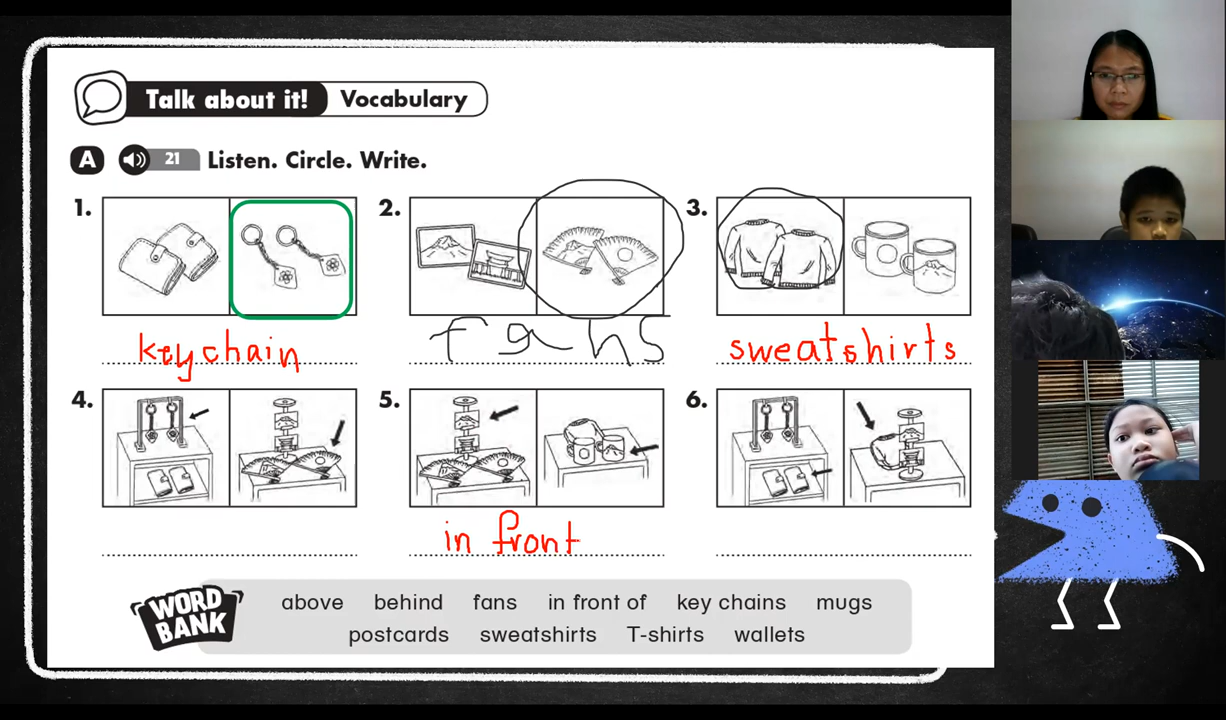 Talk about it! Vocabulary
A 21 Listen. Circle. Write.
1. 2. 3.
keychain fans sweatshirts
4. 5. 6.
in front
WORD BANK
above behind fans in front of key chains mugs
postcards sweatshirts T-shirts wallets